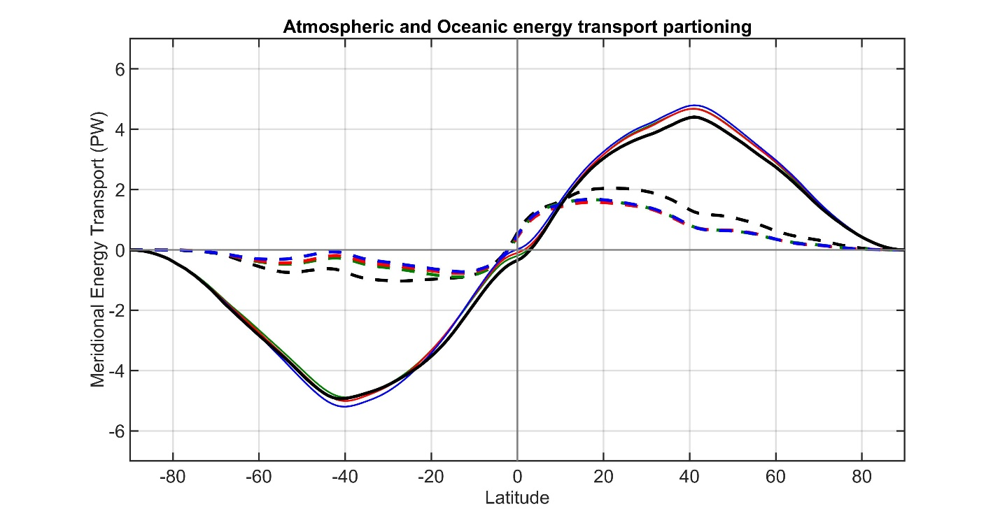 Atmospheric and Oceanic energy transport partioning
Meridional Energy Transport (PW)
6
4
2
0
-2
-4
-6
-80 -60 -40 -20 0 20 40 60 80
Latitude